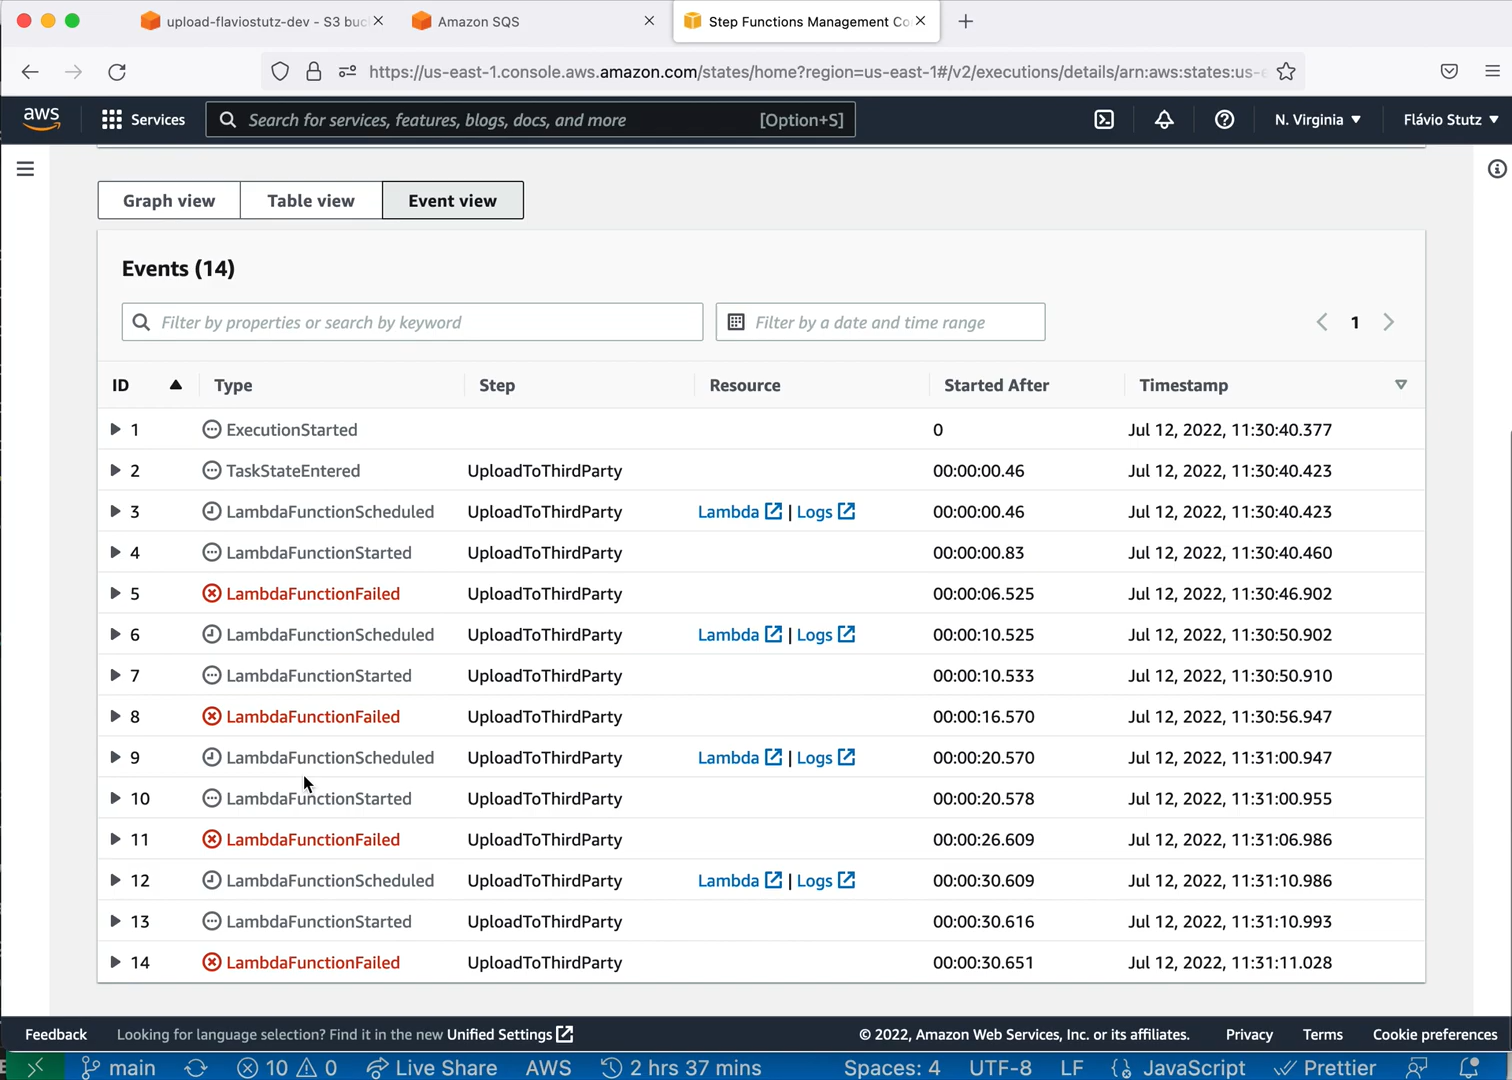 upload-flaviostutz-dev - S3 buc
Amazon SQS
Step Functions Management Co
https://us-east-1.console.aws.amazon.com/states/home?region=us-east-1#/v2/executions/details/arn:aws:states:us-e
aws
Services
Search for services, features, blogs, docs, and more
[Option+S]
N. Virginia
Flávio Stutz
Graph view
Table view
Event view
Events (14)
Filter by properties or search by keyword
Filter by a date and time range
1
ID Type Step Resource Started After Timestamp
1 ExecutionStarted 0 Jul 12, 2022, 11:30:40.377
2 TaskStateEntered UploadToThirdParty 00:00:00.46 Jul 12, 2022, 11:30:40.423
3 LambdaFunctionScheduled UploadToThirdParty Lambda | Logs 00:00:00.46 Jul 12, 2022, 11:30:40.423
4 LambdaFunctionStarted UploadToThirdParty 00:00:00.83 Jul 12, 2022, 11:30:40.460
5 LambdaFunctionFailed UploadToThirdParty 00:00:06.525 Jul 12, 2022, 11:30:46.902
6 LambdaFunctionScheduled UploadToThirdParty Lambda | Logs 00:00:10.525 Jul 12, 2022, 11:30:50.902
7 LambdaFunctionStarted UploadToThirdParty 00:00:10.533 Jul 12, 2022, 11:30:50.910
8 LambdaFunctionFailed UploadToThirdParty 00:00:16.570 Jul 12, 2022, 11:30:56.947
9 LambdaFunctionScheduled UploadToThirdParty Lambda | Logs 00:00:20.570 Jul 12, 2022, 11:31:00.947
10 LambdaFunctionStarted UploadToThirdParty 00:00:20.578 Jul 12, 2022, 11:31:00.955
11 LambdaFunctionFailed UploadToThirdParty 00:00:26.609 Jul 12, 2022, 11:31:06.986
12 LambdaFunctionScheduled UploadToThirdParty Lambda | Logs 00:00:30.609 Jul 12, 2022, 11:31:10.986
13 LambdaFunctionStarted UploadToThirdParty 00:00:30.616 Jul 12, 2022, 11:31:10.993
14 LambdaFunctionFailed UploadToThirdParty 00:00:30.651 Jul 12, 2022, 11:31:11.028
Feedback Looking for language selection? Find it in the new Unified Settings © 2022, Amazon Web Services, Inc. or its affiliates. Privacy Terms Cookie preferences
main 10 0 Live Share AWS 2 hrs 37 mins Spaces: 4 UTF-8 LF JavaScript Prettier